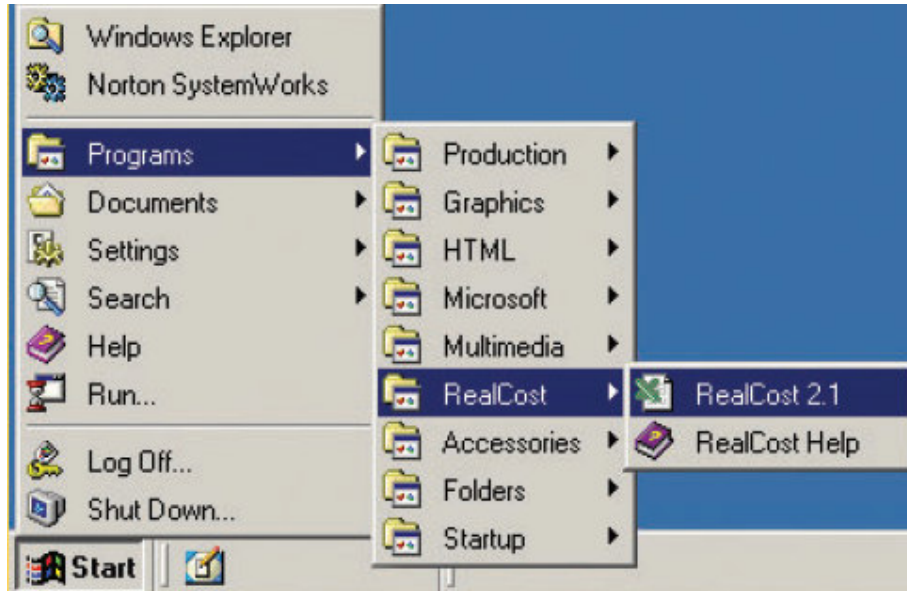 Windows Explorer
Norton SystemWorks
Programs
Documents
Settings
Search
Help
Run...
Log Off...
Shut Down...
Start
Production
Graphics
HTML
Microsoft
Multimedia
RealCost
Accessories
Folders
Startup
RealCost 2.1
RealCost Help